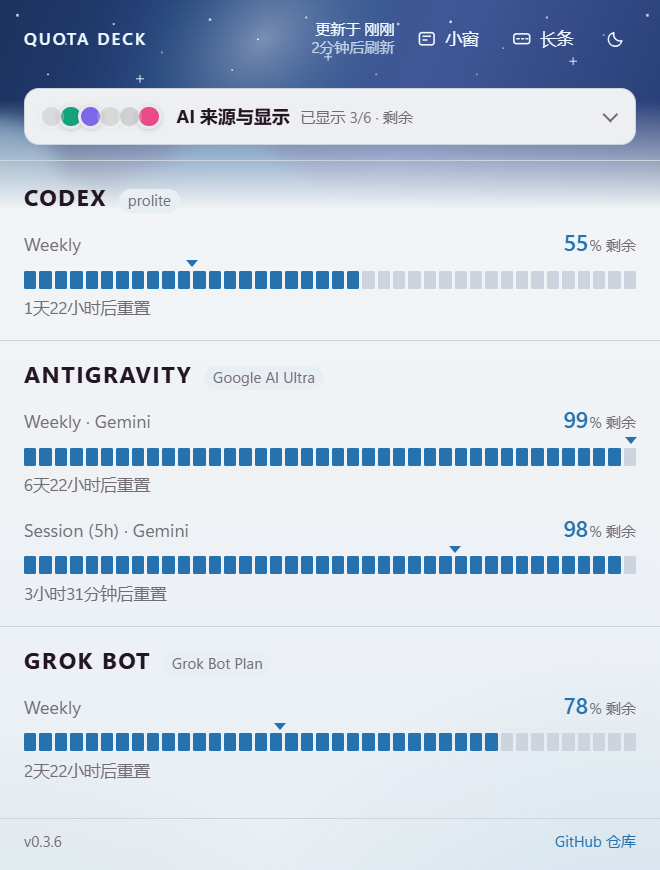 QUOTA DECK
更新于 刚刚
2分钟后刷新
小窗
长条
AI 来源与显示 已显示 3/6 · 剩余
CODEX prolite
Weekly 55% 剩余
1天22小时后重置
ANTIGRAVITY Google AI Ultra
Weekly · Gemini 99% 剩余
6天22小时后重置
Session (5h) · Gemini 98% 剩余
3小时31分钟后重置
GROK BOT Grok Bot Plan
Weekly 78% 剩余
2天22小时后重置
v0.3.6 GitHub 仓库